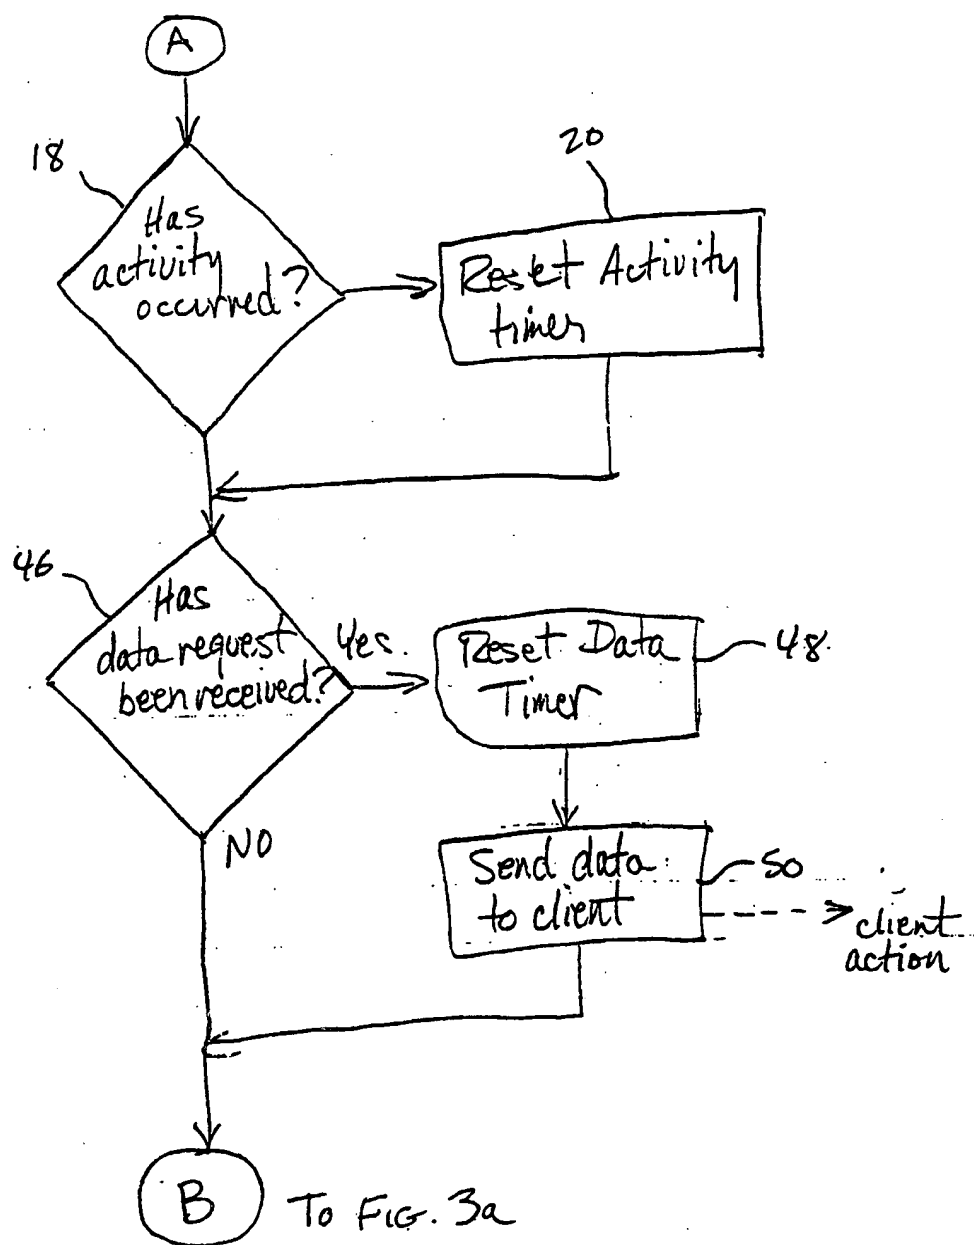 A
18
Has
activity
occurred?
20
Reset Activity
timer
46
Has
data request
been received?
Yes.
NO
Reset Data
Timer
48.
Send data
to client
50
client
action
B
To FIG. 3a